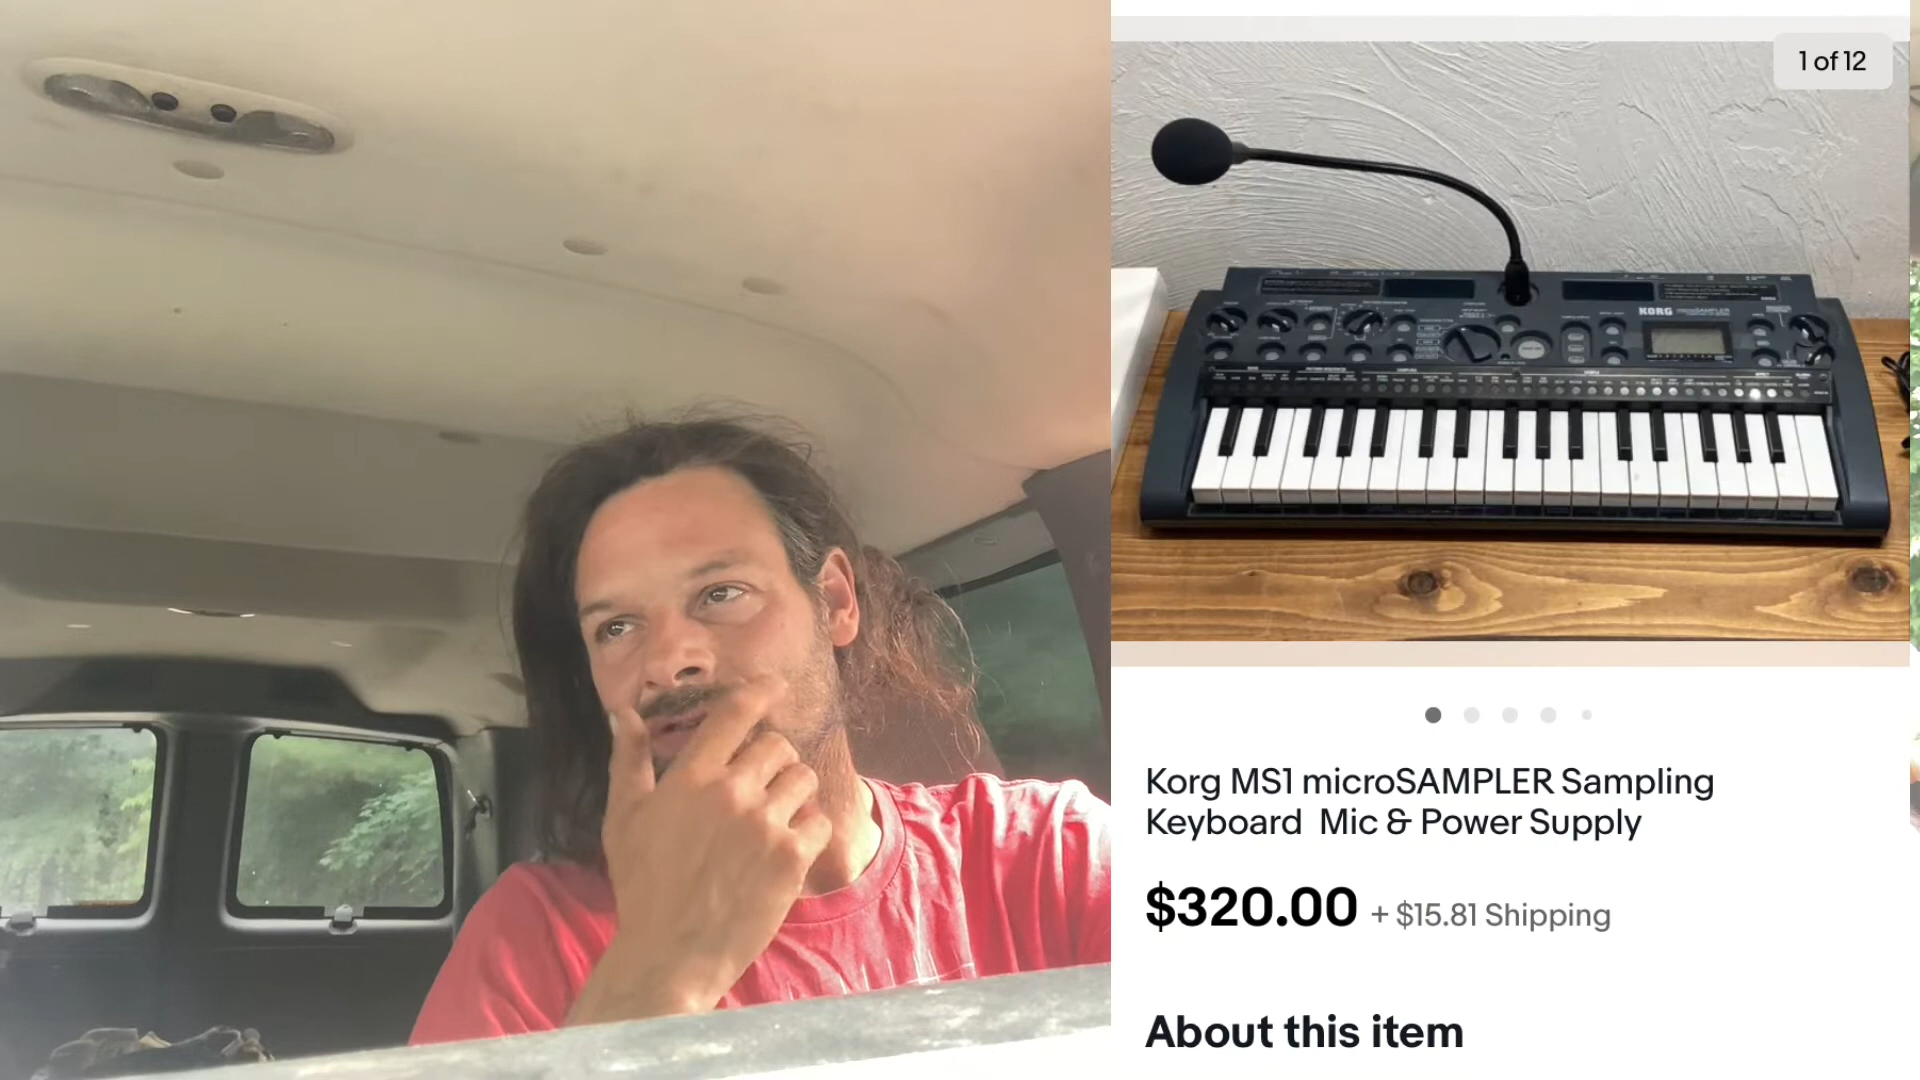 1 of 12
KORG microSAMPLER
Korg MS1 microSAMPLER Sampling
Keyboard Mic & Power Supply
$320.00 + $15.81 Shipping
About this item